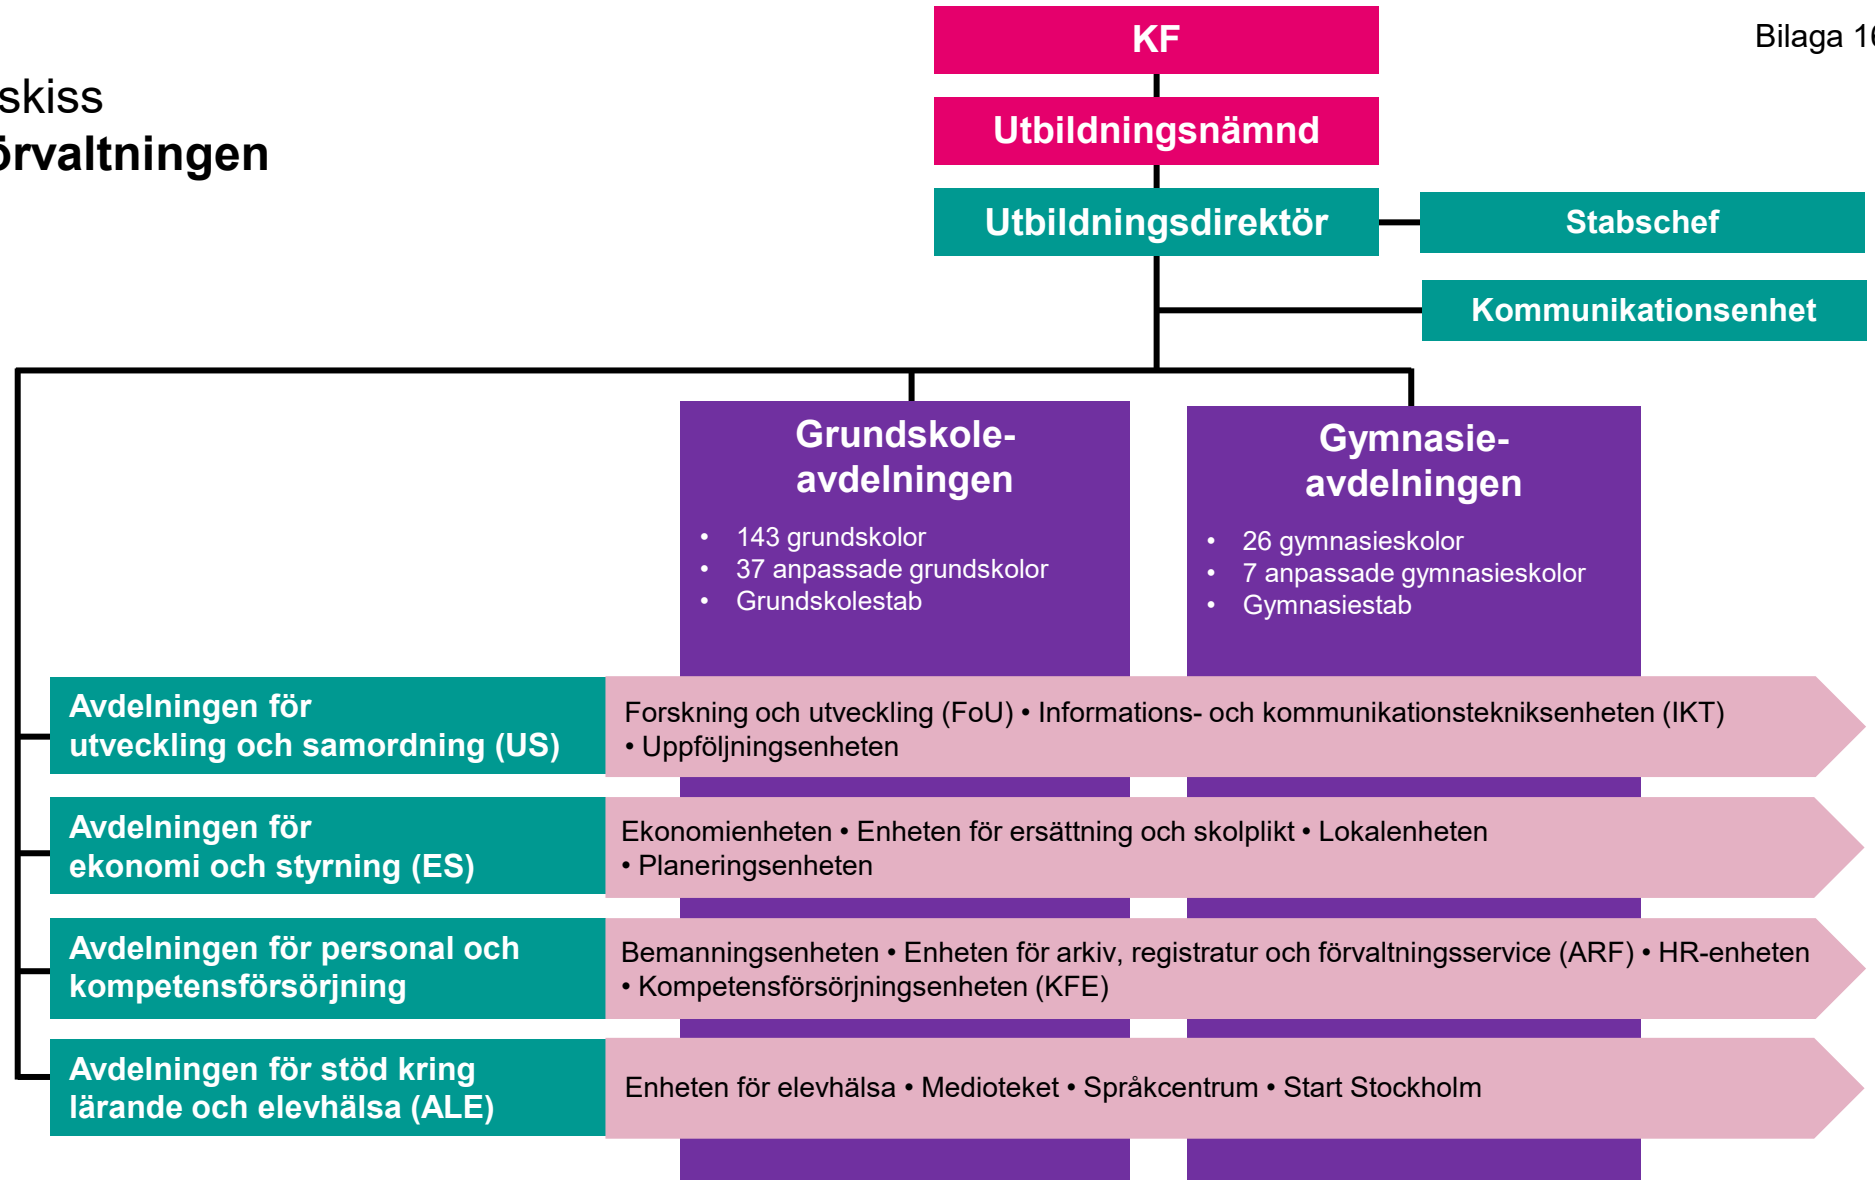 KF
Bilaga 16
skiss
örvaltningen
Utbildningsnämnd
Utbildningsdirektör
Stabschef
Kommunikationsenhet
Grundskole-
avdelningen
• 143 grundskolor
• 37 anpassade grundskolor
• Grundskolestab
Gymnasie-
avdelningen
• 26 gymnasieskolor
• 7 anpassade gymnasieskolor
• Gymnasiestab
Avdelningen för
utveckling och samordning (US)
Forskning och utveckling (FoU) • Informations- och kommunikationstekniksenheten (IKT)
• Uppföljningsenheten
Avdelningen för
ekonomi och styrning (ES)
Ekonomienheten • Enheten för ersättning och skolplikt • Lokalenheten
• Planeringsenheten
Avdelningen för personal och
kompetensförsörjning
Bemanningsenheten • Enheten för arkiv, registratur och förvaltningsservice (ARF) • HR-enheten
• Kompetensförsörjningsenheten (KFE)
Avdelningen för stöd kring
lärande och elevhälsa (ALE)
Enheten för elevhälsa • Medioteket • Språkcentrum • Start Stockholm